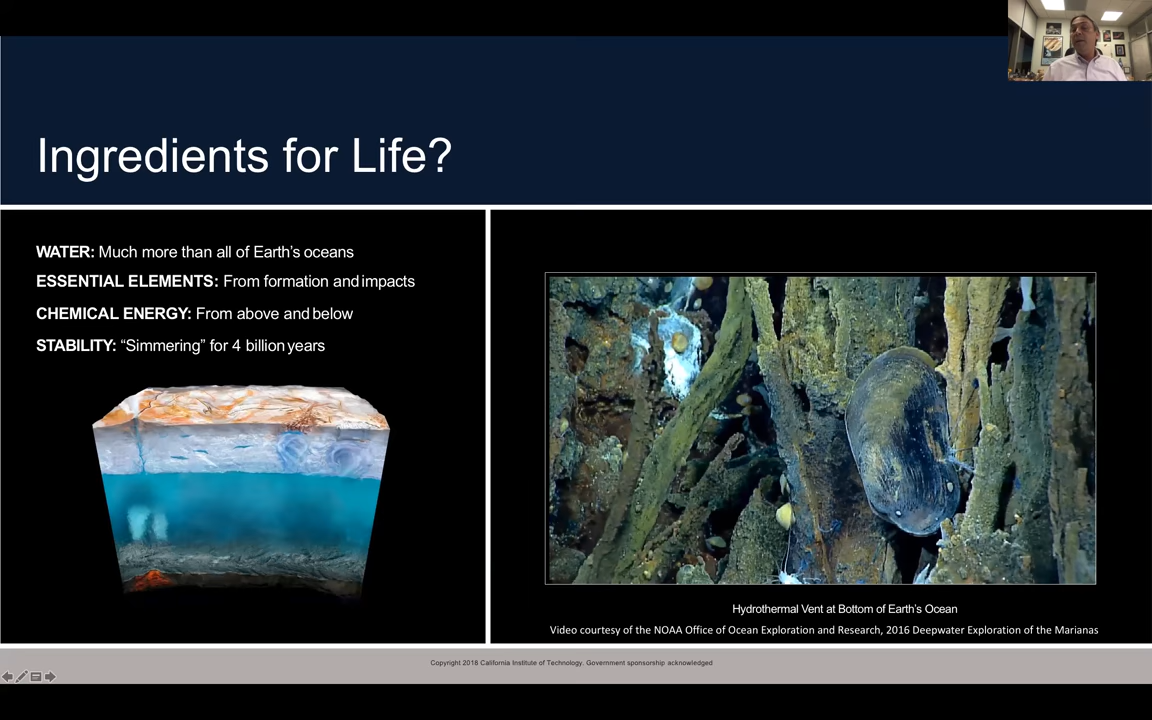 Ingredients for Life?
WATER: Much more than all of Earth's oceans
ESSENTIAL ELEMENTS: From formation and impacts
CHEMICAL ENERGY: From above and below
STABILITY: “Simmering” for 4 billion years
Hydrothermal Vent at Bottom of Earth's Ocean
Video courtesy of the NOAA Office of Ocean Exploration and Research, 2016 Deepwater Exploration of the Marianas
Copyright 2016 California Institute of Technology. Government sponsorship acknowledged